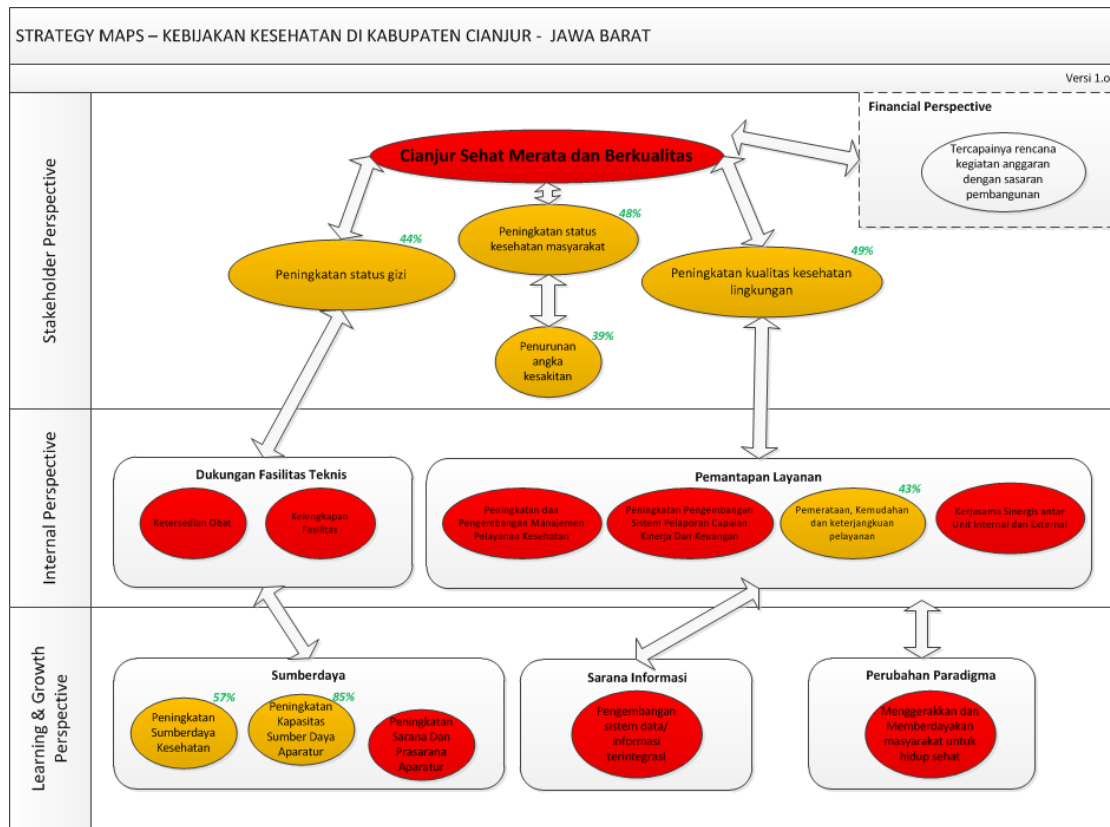 STRATEGY MAPS – KEBIJAKAN KESEHATAN DI KABUPATEN CIANJUR - JAWA BARAT
Versi 1.0
Stakeholder Perspective
Financial Perspective
Tercapainya rencana
kegiatan anggaran
dengan sasaran
pembangunan
Cianjur Sehat Merata dan Berkualitas
44%
Peningkatan status gizi
48%
Peningkatan status
kesehatan masyarakat
49%
Peningkatan kualitas kesehatan
lingkungan
39%
Penurunan
angka
kesakitan
Internal Perspective
Dukungan Fasilitas Teknis
Ketersedian Obat
Kelengkapan
Fasilitas
Pemantapan Layanan
Peningkatan dan
Pengembangan Manajemen
Pelayanan Kesehatan
Peningkatan Pengembangan
Sistem Pelaporan Capaian
Kinerja Dan Keuangan
43%
Pemerataan, Kemudahan
dan keterjangkuan
pelayanan
Kerjasama Sinergis antar
Unit Internal dan External
Learning & Growth
Perspective
Sumberdaya
57%
Peningkatan
Sumberdaya
Kesehatan
85%
Peningkatan
Kapasitas
Sumber Daya
Aparatur
Peningkatan
Sarana Dan
Prasarana
Aparatur
Sarana Informasi
Pengembangan
sistem data/
informasi
terintegrasi
Perubahan Paradigma
Menggerakkan dan
Memberdayakan
masyarakat untuk
hidup sehat